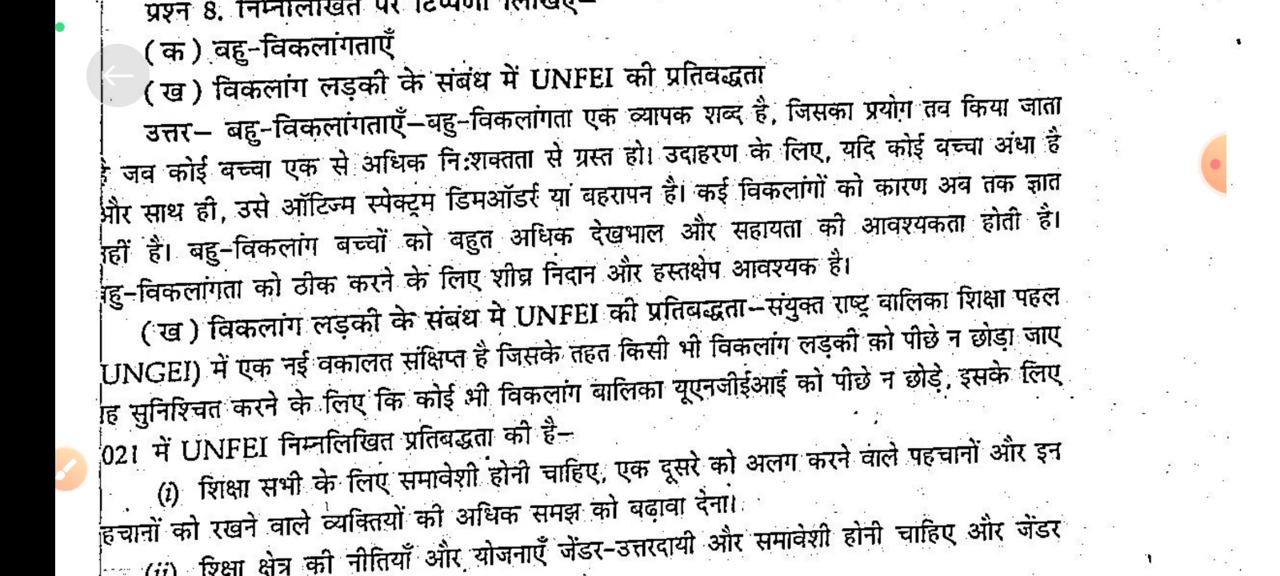 प्रश्न 8. निम्नलिखित पर टिप्पणी लिखिए–
(क) बहु-विकलांगताएँ
(ख) विकलांग लड़की के संबंध में UNFEI की प्रतिबद्धता
उत्तर– बहु-विकलांगताएँ–बहु-विकलांगता एक व्यापक शब्द है, जिसका प्रयोग तव किया जाता
है जव कोई बच्चा एक से अधिक नि:शक्तता से ग्रस्त हो। उदाहरण के लिए, यदि कोई बच्चा अंधा है
और साथ ही, उसे ऑटिज्म स्पेक्ट्रम डिमऑडर्र या बहरापन है। कई विकलांगों को कारण अब तक ज्ञात
नहीं है। बहु-विकलांग बच्चों को बहुत अधिक देखभाल और सहायता की आवश्यकता होती है।
बहु-विकलांगता को ठीक करने के लिए शीघ्र निदान और हस्तक्षेप आवश्यक है।
(ख) विकलांग लड़की के संबंध मे UNFEI की प्रतिबद्धता–संयुक्त राष्ट्र बालिका शिक्षा पहल
UNGEI) में एक नई वकालत संक्षिप्त है जिसके तहत किसी भी विकलांग लड़की को पीछे न छोड़ा जाए
यह सुनिश्चित करने के लिए कि कोई भी विकलांग बालिका यूएनजीईआई को पीछे न छोड़े, इसके लिए
021 में UNFEI निम्नलिखित प्रतिबद्धता की है–
(i) शिक्षा सभी के लिए समावेशी होनी चाहिए, एक दूसरे को अलग करने वाले पहचानों और इन
हचानों को रखने वाले व्यक्तियों की अधिक समझ को बढ़ावा देना।
(ii) शिक्षा क्षेत्र की नीतियाँ और योजनाएँ जेंडर-उत्तरदायी और समावेशी होनी चाहिए और जेंडर